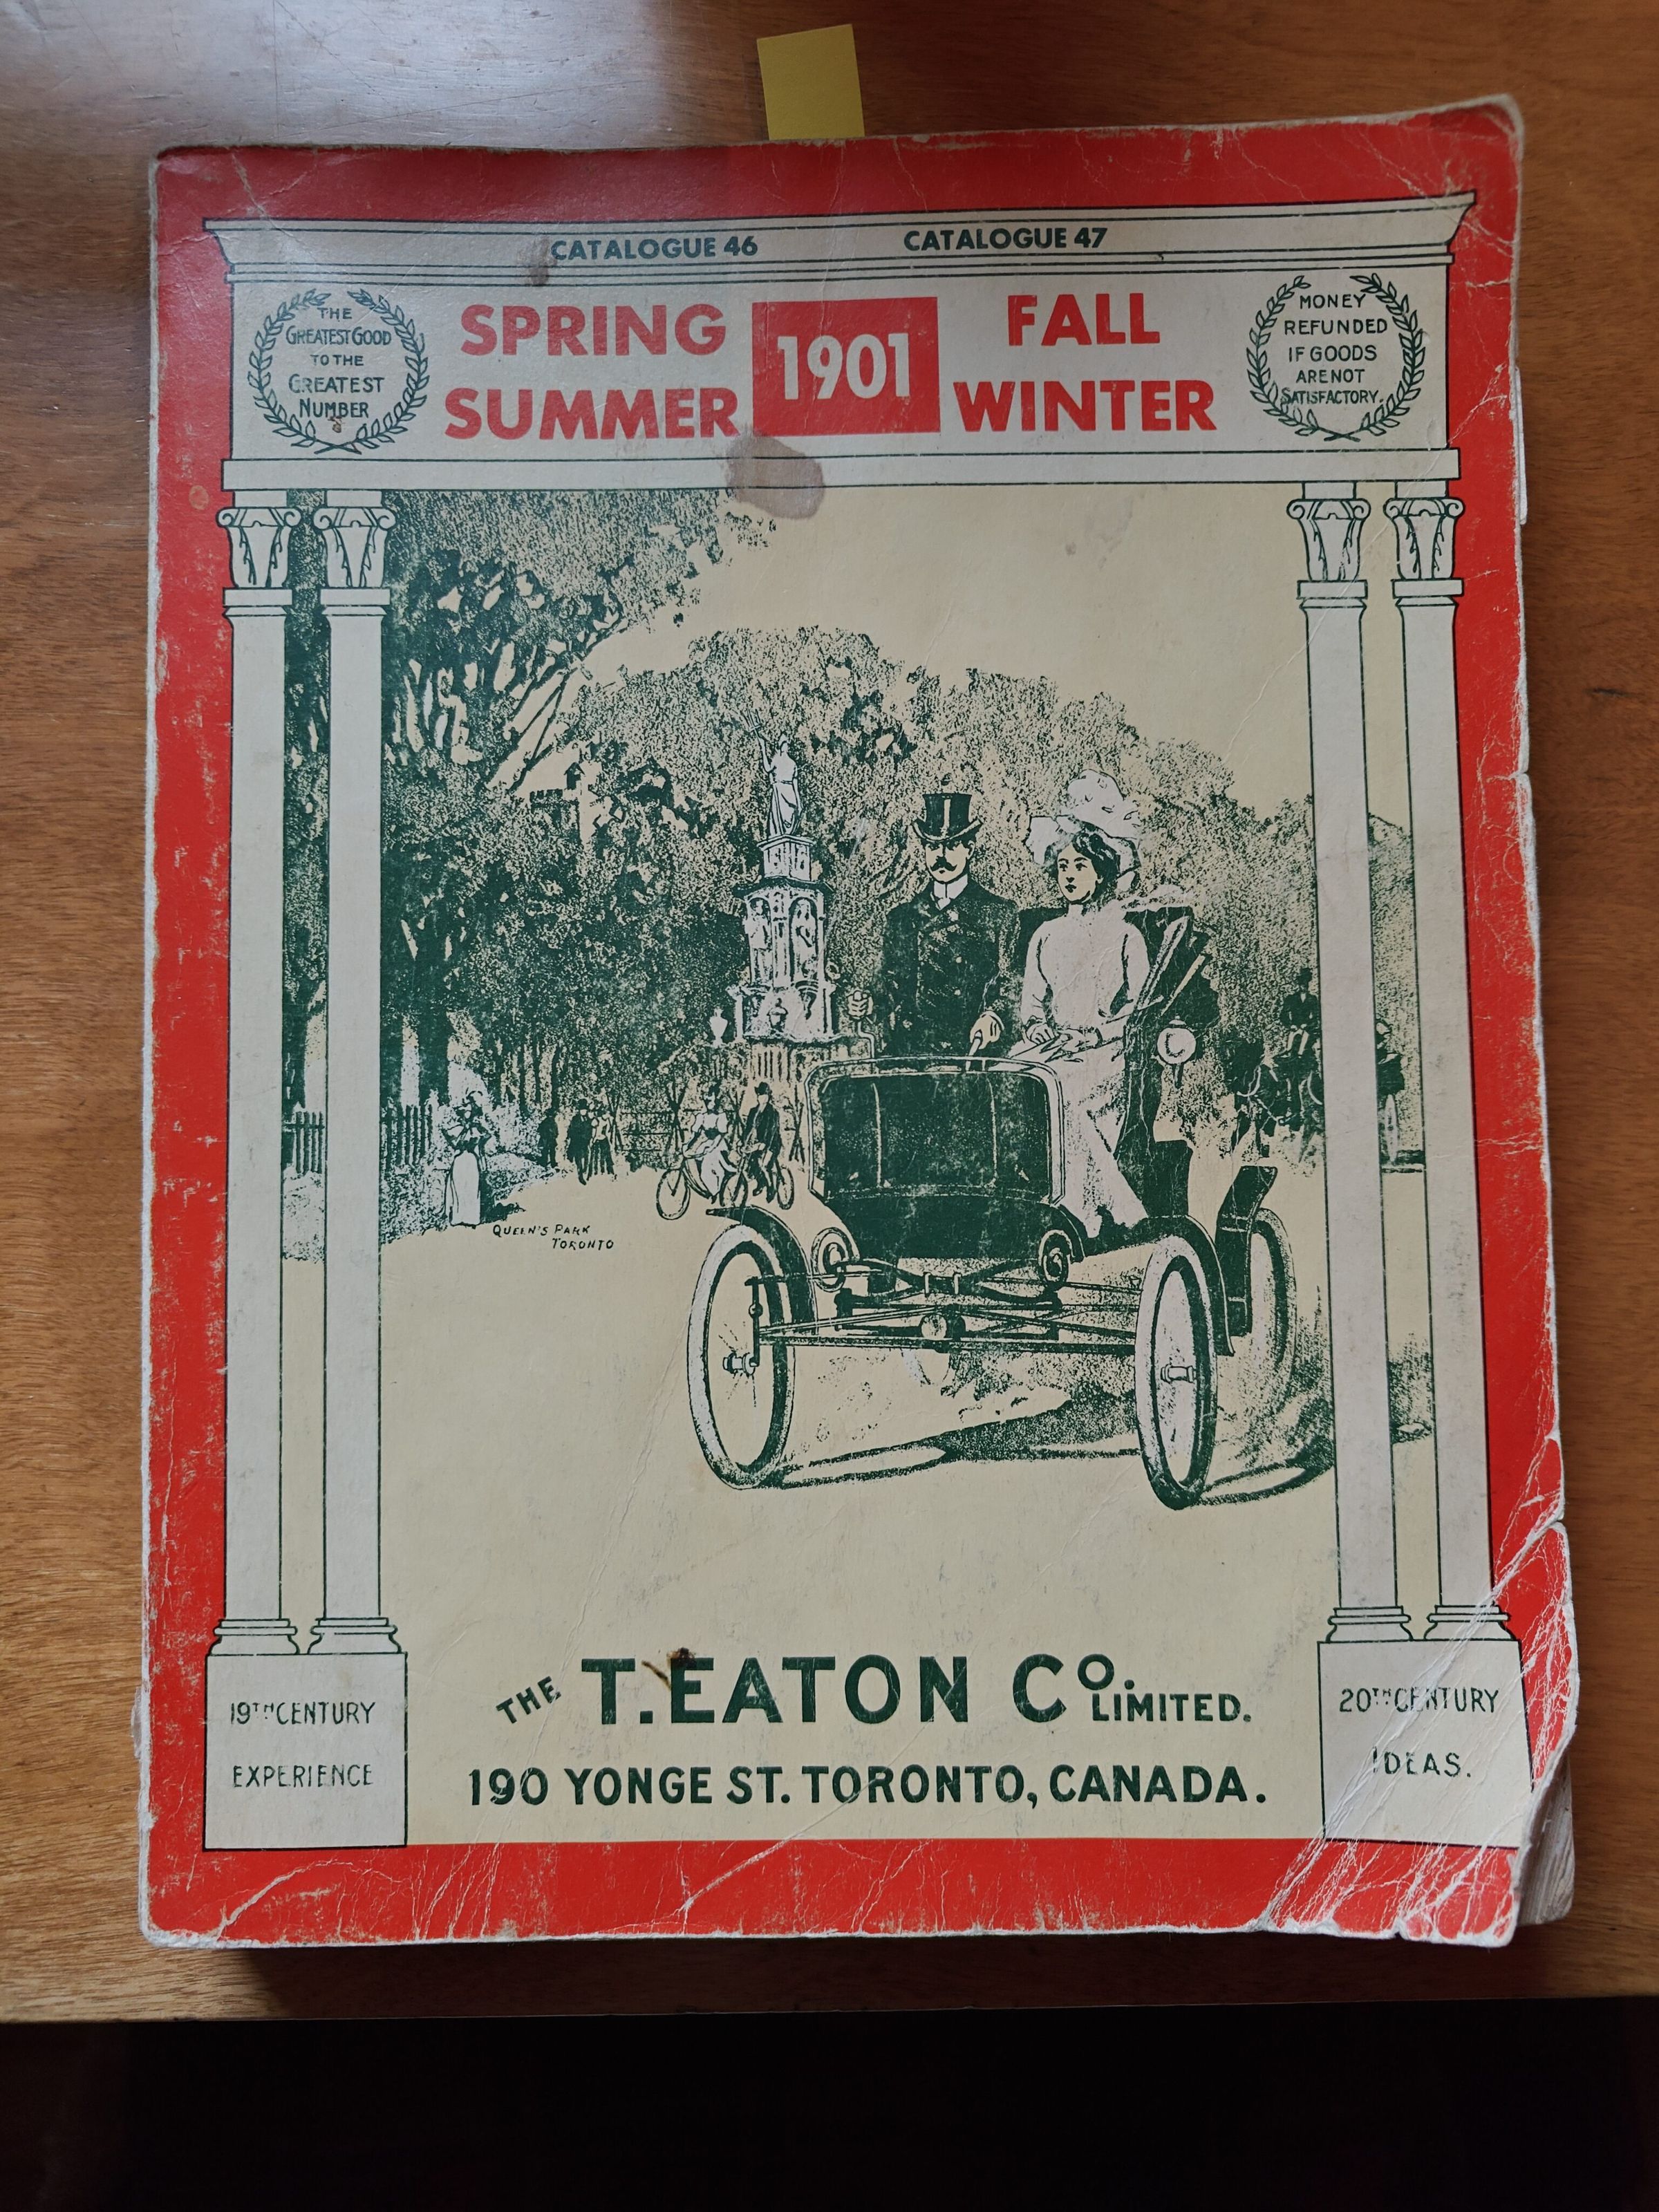 CATALOGUE 46
CATALOGUE 47
THE
GREATEST GOOD
TO THE
GREATEST
NUMBER
SPRING
SUMMER
1901
FALL
WINTER
MONEY
REFUNDED
IF GOODS
ARE NOT
SATISFACTORY.
QUEEN'S PARK
TORONTO
THE T. EATON Co. LIMITED.
190 YONGE ST. TORONTO, CANADA.
19TH CENTURY
EXPERIENCE
20TH CENTURY
IDEAS.